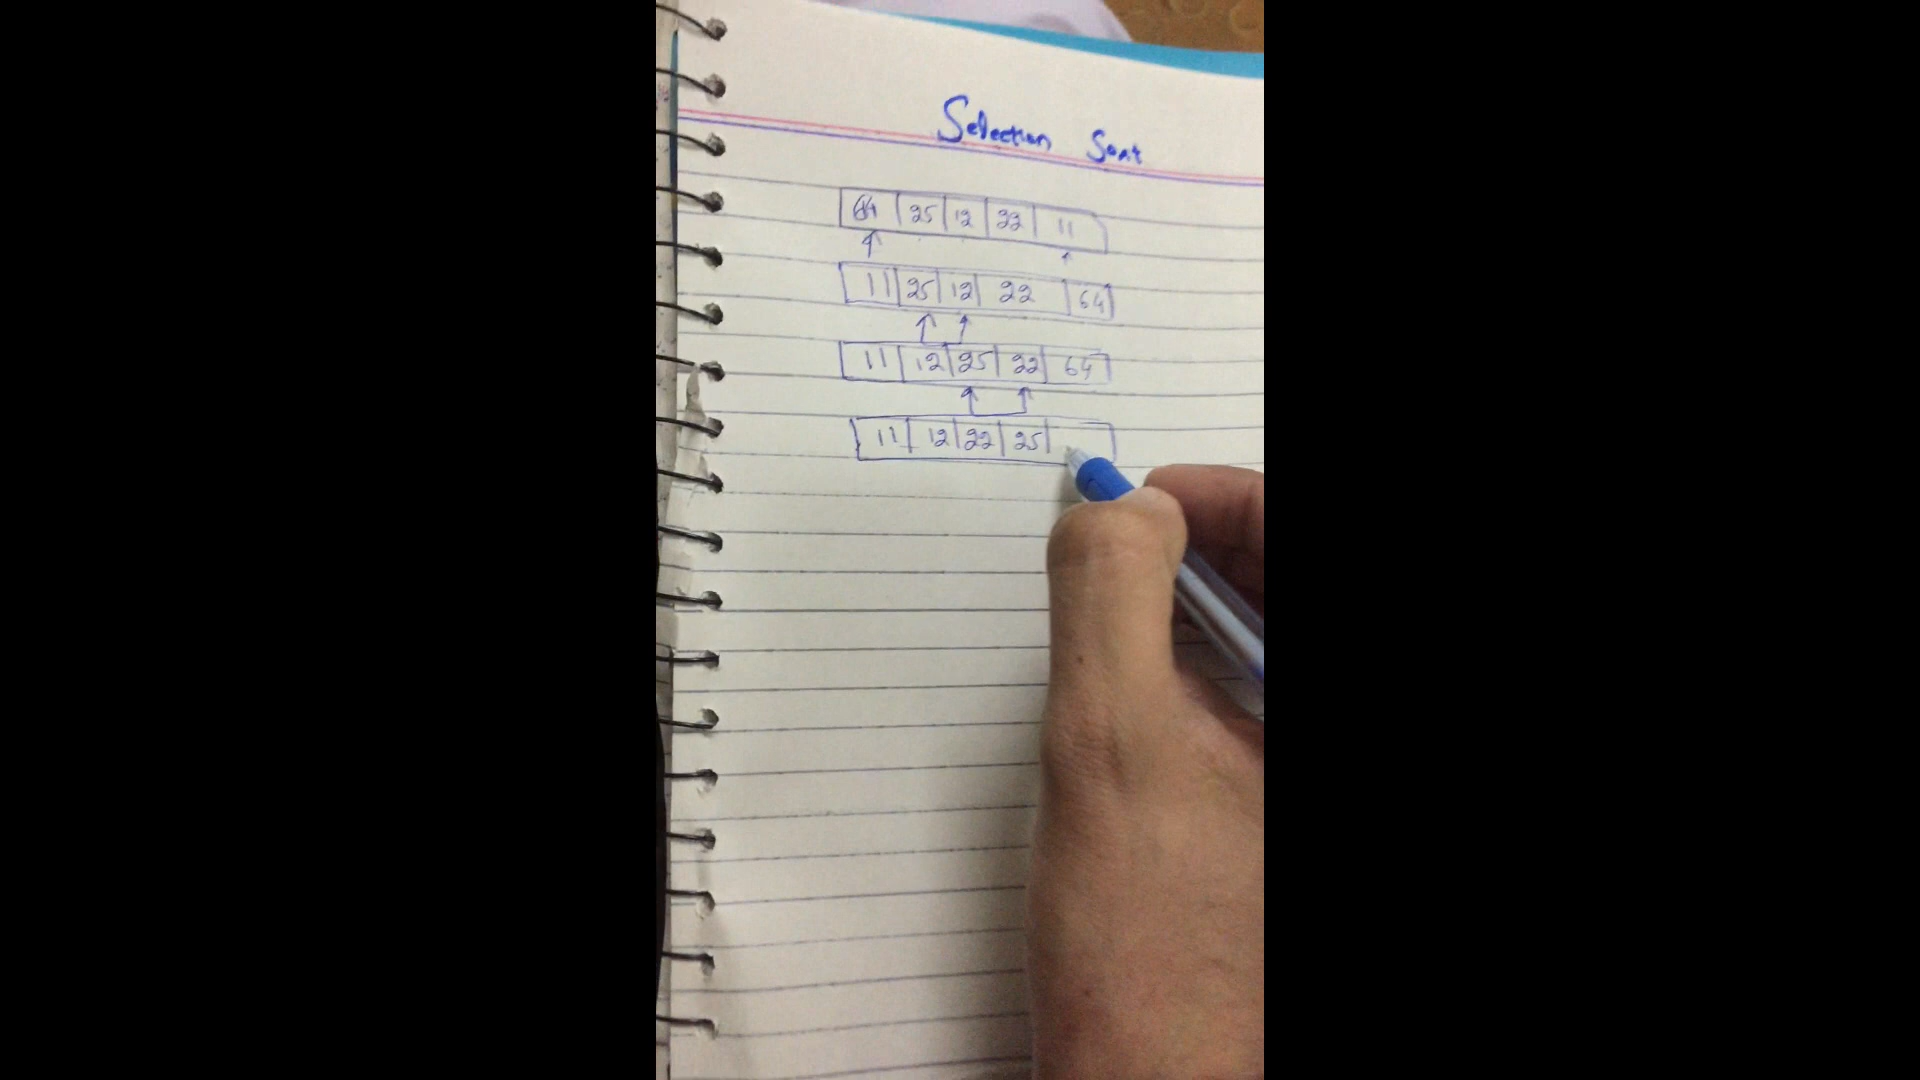 Selection Sort
64 25 12 22 11
11 25 12 22 64
11 12 25 22 64
11 12 22 25